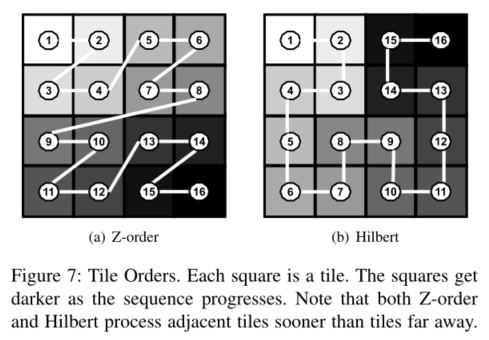 1 2 5 6
3 4 7 8
9 10 13 14
11 12 15 16
(a) Z-order
1 2 15 16
4 3 14 13
5 8 9 12
6 7 10 11
(b) Hilbert
Figure 7: Tile Orders. Each square is a tile. The squares get
darker as the sequence progresses. Note that both Z-order
and Hilbert process adjacent tiles sooner than tiles far away.